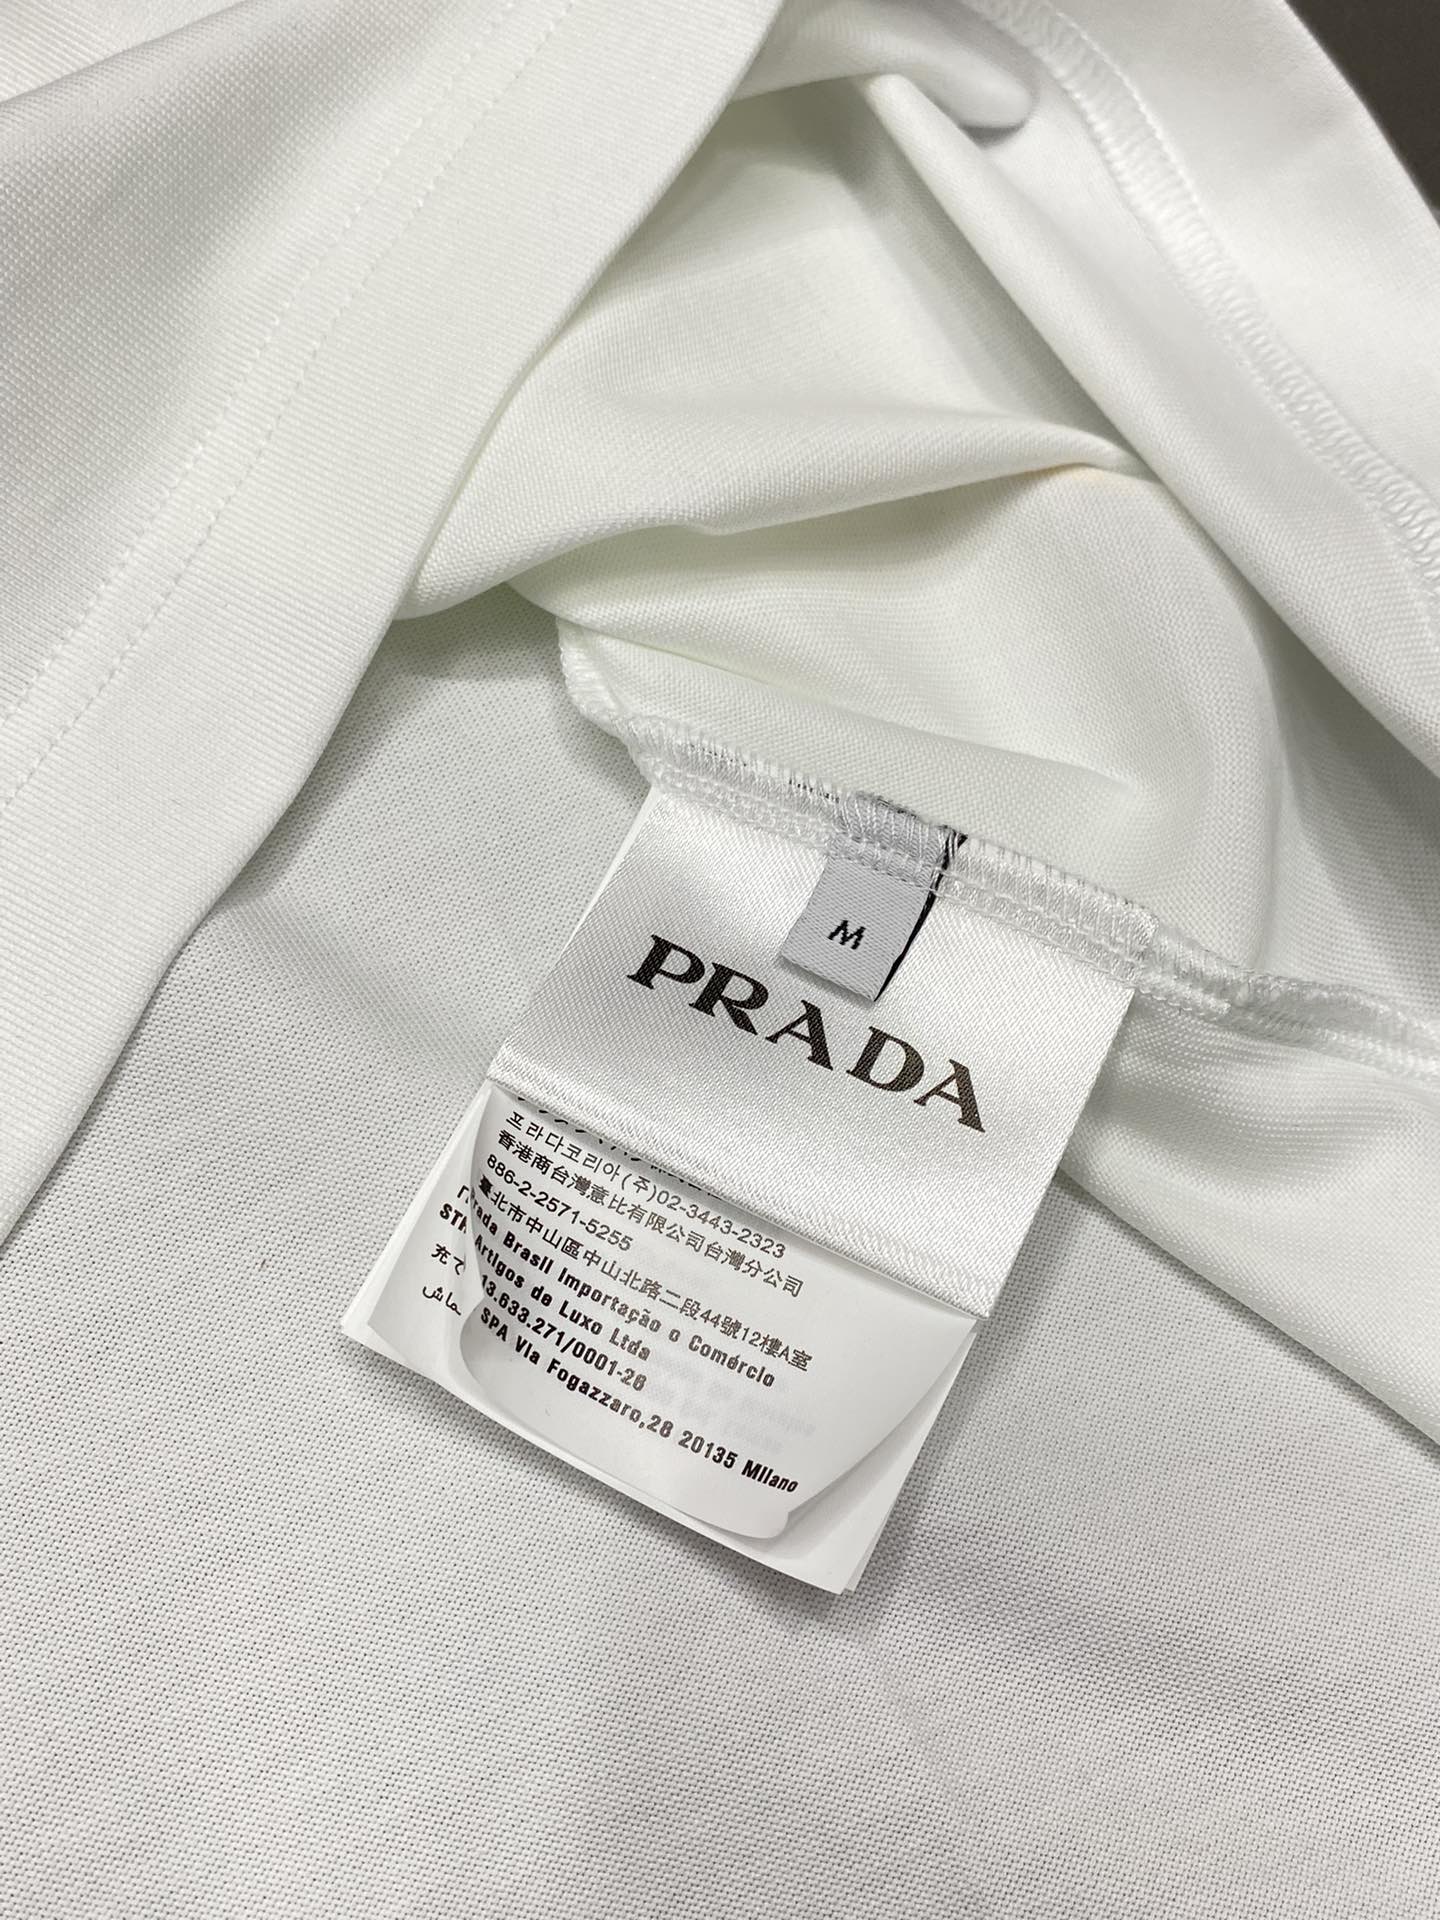 M
PRADA
프라다코리아(주)02-3443-2323
香港商台灣意比有限公司台灣分公司
886-2-2571-5255
臺北市中山區中山北路二段44號12樓A室
Prada Brasil Importação o Comércio
Artigos de Luxo Ltda
13.633.271/0001-28
SPA Via Fogazzaro,28 20135 Milano
充て